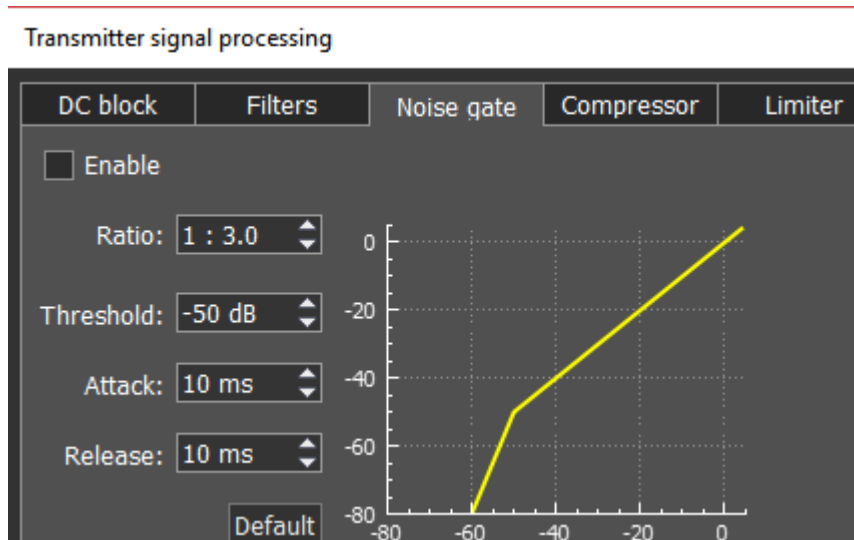 Transmitter signal processing
DC block Filters Noise gate Compressor Limiter
Enable
Ratio: 1 : 3.0
Threshold: -50 dB
Attack: 10 ms
Release: 10 ms
Default
0
-20
-40
-60
-80
-80 -60 -40 -20 0